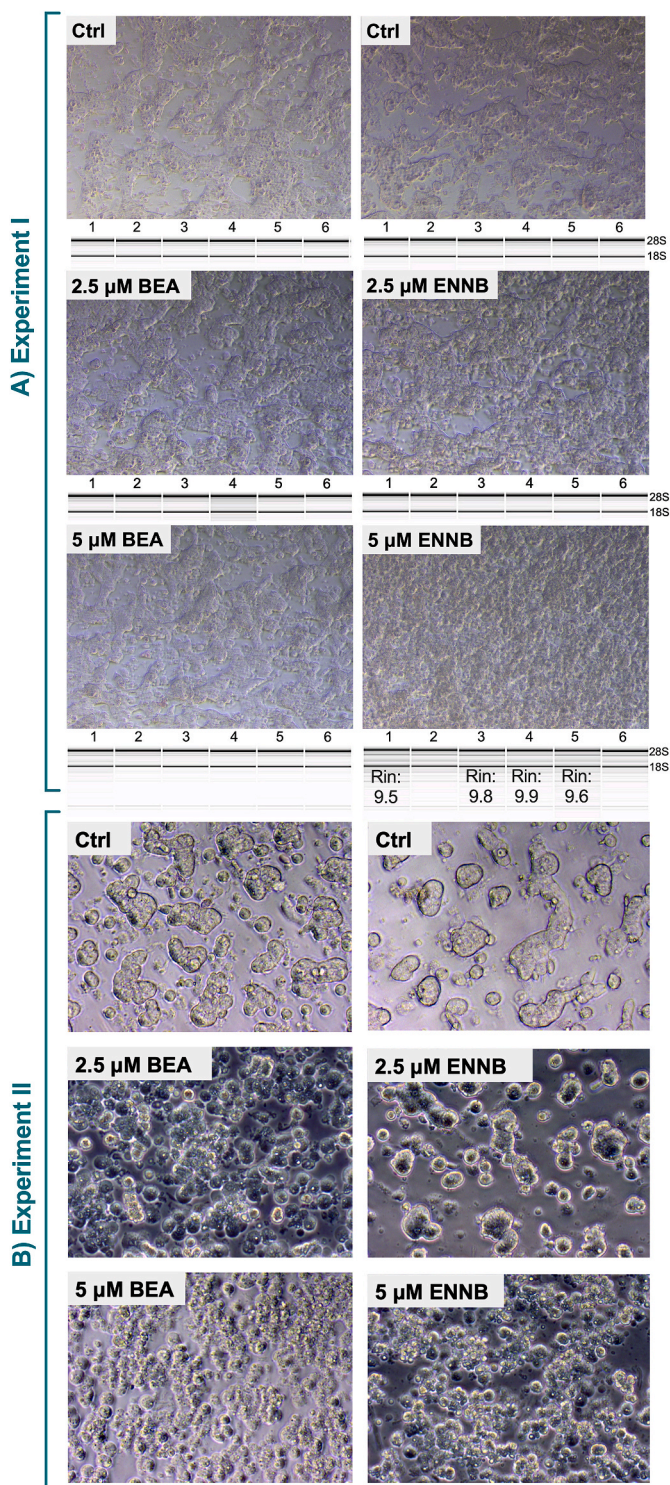 A) Experiment I
Ctrl
Ctrl
1 2 3 4 5 6
1 2 3 4 5 6
28S
18S
2.5 µM BEA
2.5 µM ENNB
1 2 3 4 5 6
1 2 3 4 5 6
28S
18S
5 µM BEA
5 µM ENNB
1 2 3 4 5 6
1 2 3 4 5 6
28S
18S
Rin: Rin: Rin: Rin:
9.5 9.8 9.9 9.6
B) Experiment II
Ctrl
Ctrl
2.5 µM BEA
2.5 µM ENNB
5 µM BEA
5 µM ENNB